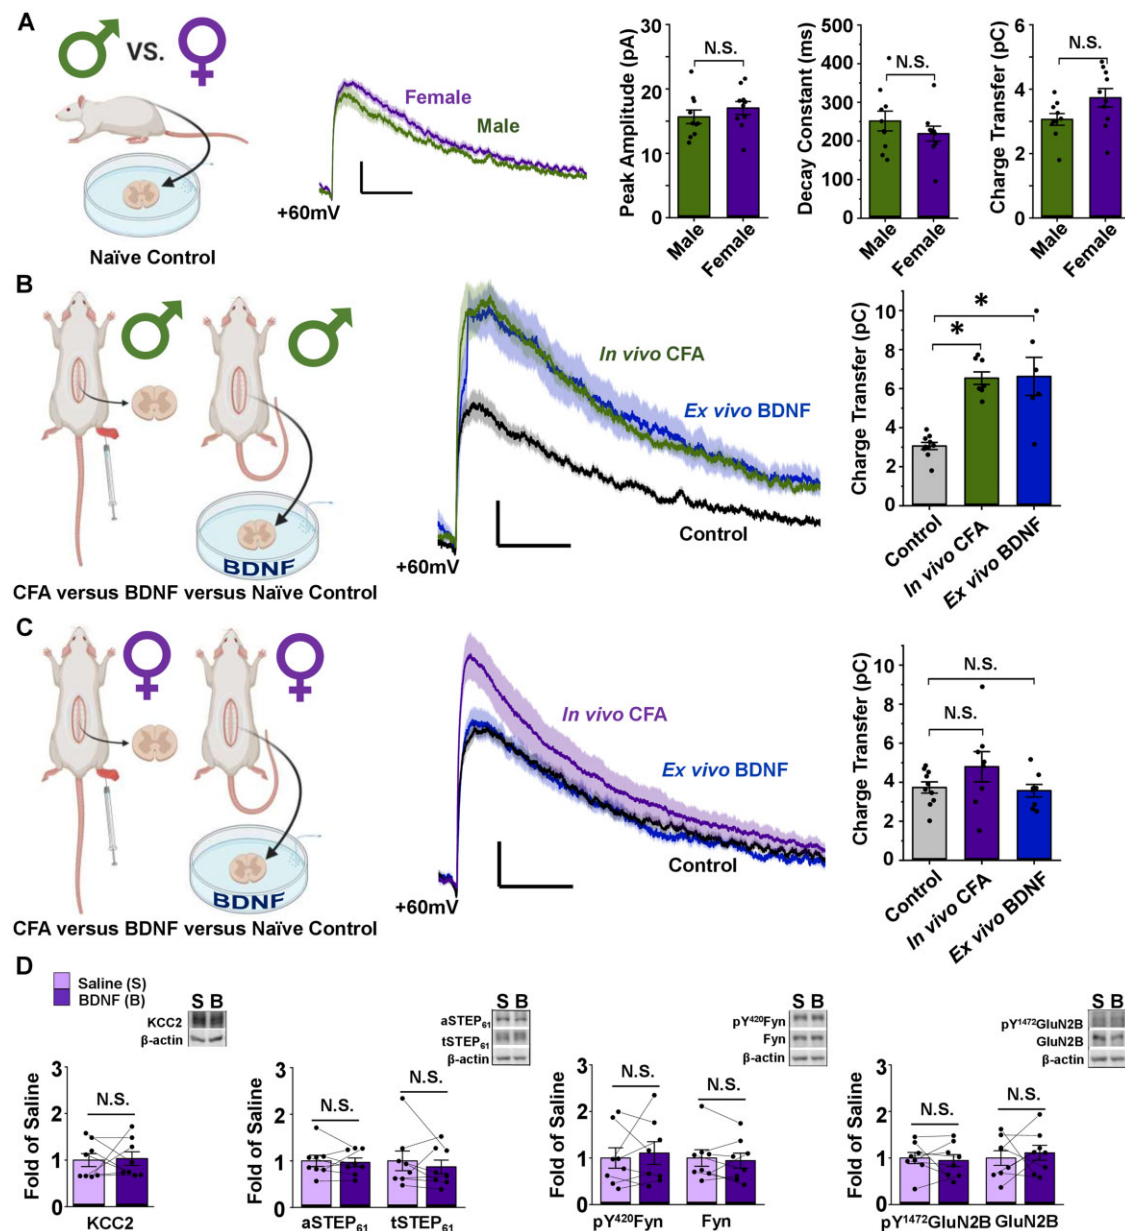 A
VS.
Naïve Control
Female
Male
+60mV
Peak Amplitude (pA)
30
20
10
0
N.S.
Male
Female
Decay Constant (ms)
500
400
300
200
100
0
N.S.
Male
Female
Charge Transfer (pC)
6
4
2
0
N.S.
Male
Female
B
BDNF
CFA versus BDNF versus Naïve Control
In vivo CFA
Ex vivo BDNF
Control
+60mV
Charge Transfer (pC)
10
8
6
4
2
0
*
*
Control
In vivo CFA
Ex vivo BDNF
C
BDNF
CFA versus BDNF versus Naïve Control
In vivo CFA
Ex vivo BDNF
Control
+60mV
Charge Transfer (pC)
10
8
6
4
2
0
N.S.
N.S.
Control
In vivo CFA
Ex vivo BDNF
D
Saline (S)
BDNF (B)
S B
KCC2
β-actin
Fold of Saline
3
2
1
0
N.S.
KCC2
S B
aSTEP₆₁
tSTEP₆₁
β-actin
Fold of Saline
3
2
1
0
N.S.
N.S.
aSTEP₆₁ tSTEP₆₁
S B
pY⁴²⁰Fyn
Fyn
β-actin
Fold of Saline
3
2
1
0
N.S.
N.S.
pY⁴²⁰Fyn Fyn
S B
pY¹⁴⁷²GluN2B
GluN2B
β-actin
Fold of Saline
3
2
1
0
N.S.
N.S.
pY¹⁴⁷²GluN2B GluN2B